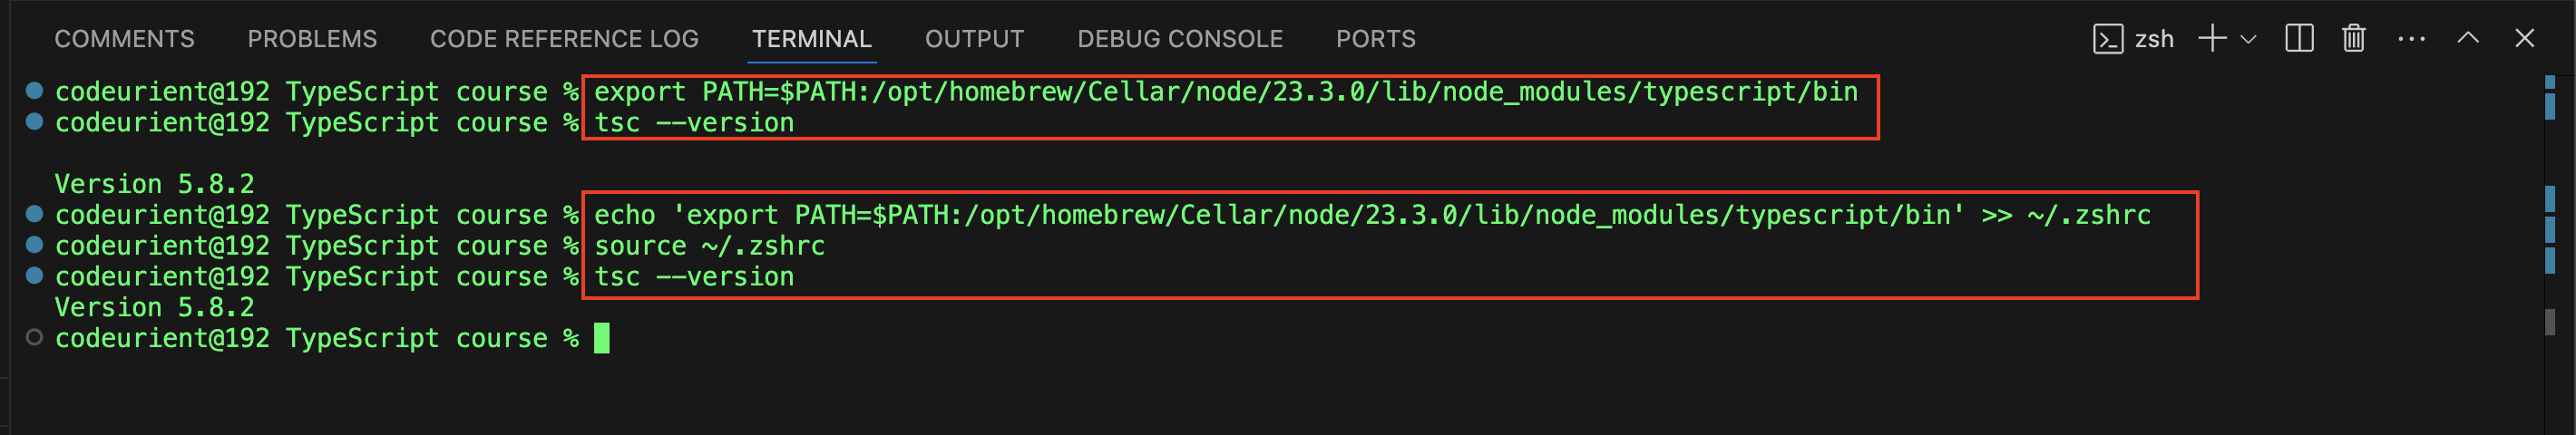 COMMENTS PROBLEMS CODE REFERENCE LOG TERMINAL OUTPUT DEBUG CONSOLE PORTS zsh
codeurient@192 TypeScript course % export PATH=$PATH:/opt/homebrew/Cellar/node/23.3.0/lib/node_modules/typescript/bin
codeurient@192 TypeScript course % tsc --version
Version 5.8.2
codeurient@192 TypeScript course % echo 'export PATH=$PATH:/opt/homebrew/Cellar/node/23.3.0/lib/node_modules/typescript/bin' >> ~/.zshrc
codeurient@192 TypeScript course % source ~/.zshrc
codeurient@192 TypeScript course % tsc --version
Version 5.8.2
codeurient@192 TypeScript course %